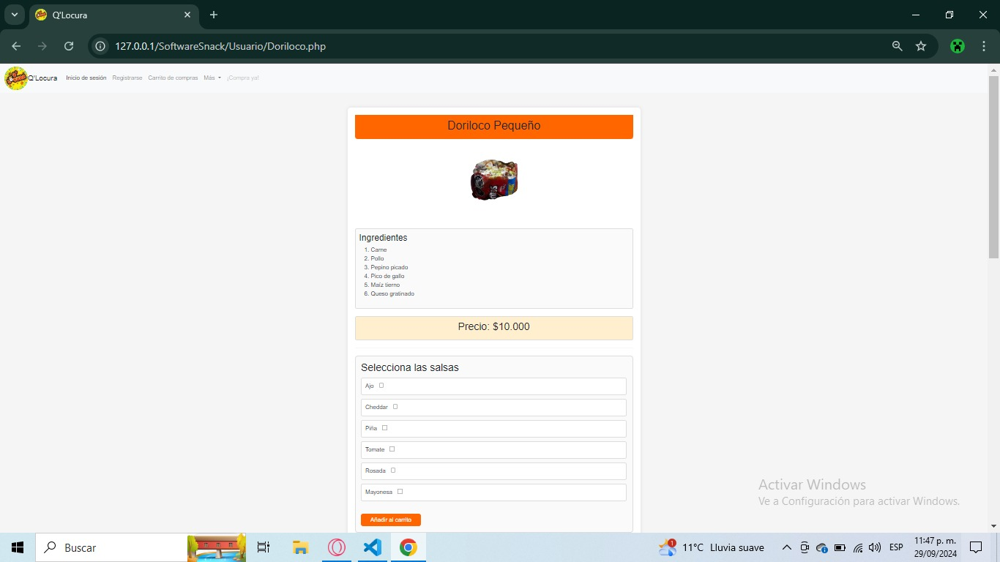 Q'Locura
127.0.0.1/SoftwareSnack/Usuario/Doriloco.php
Q'Locura Inicio de sesión Registrarse Carrito de compras Más ¡Compra ya!
Doriloco Pequeño
Ingredientes
1. Carne
2. Pollo
3. Pepino picado
4. Pico de gallo
5. Maíz tierno
6. Queso gratinado
Precio: $10.000
Selecciona las salsas
Ajo
Cheddar
Piña
Tomate
Rosada
Mayonesa
Añadir al carrito
Activar Windows
Ve a Configuración para activar Windows.
Buscar
1
11°C Lluvia suave
ESP
11:47 p. m.
29/09/2024